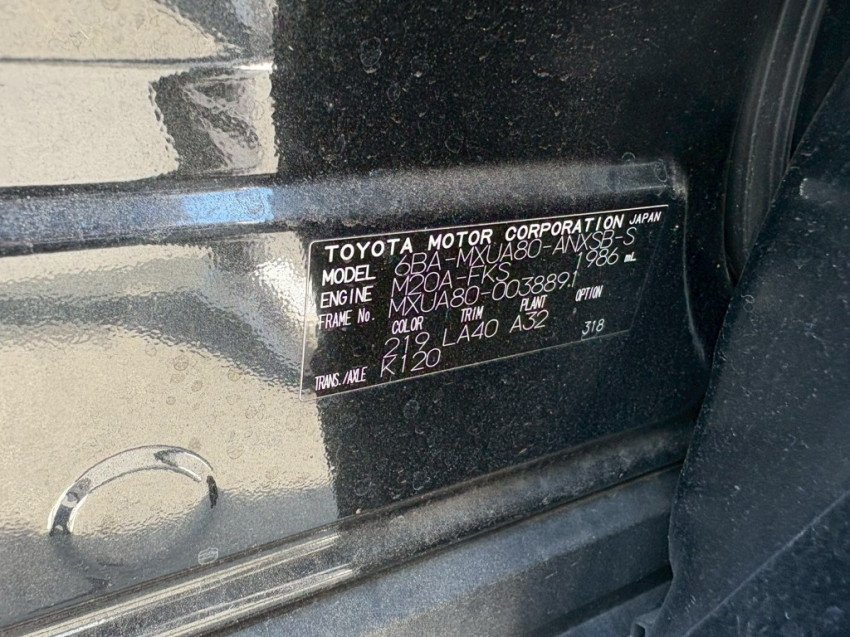 TOYOTA MOTOR CORPORATION JAPAN
MODEL 6BA-MXUA80-ANXSB-S
ENGINE M20A-FKS 1986 mL
FRAME No. MXUA80-0038891
COLOR TRIM PLANT OPTION
219 LA40 A32 318
TRANS./AXLE K120